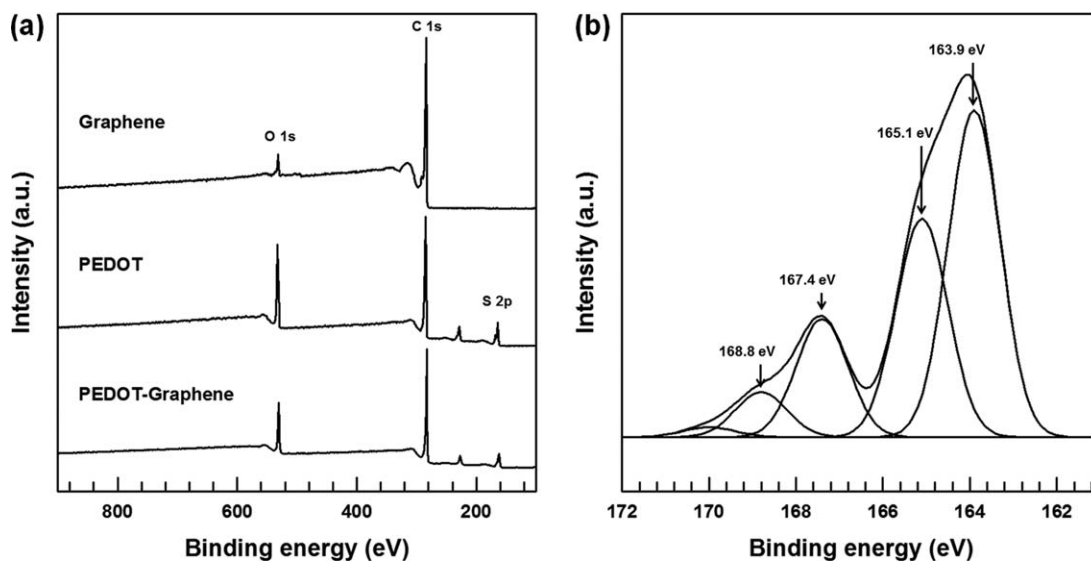 (a)
C 1s
Graphene
O 1s
PEDOT
S 2p
PEDOT-Graphene
Intensity (a.u.)
800 600 400 200
Binding energy (eV)
(b)
163.9 eV
165.1 eV
167.4 eV
168.8 eV
Intensity (a.u.)
172 170 168 166 164 162
Binding energy (eV)